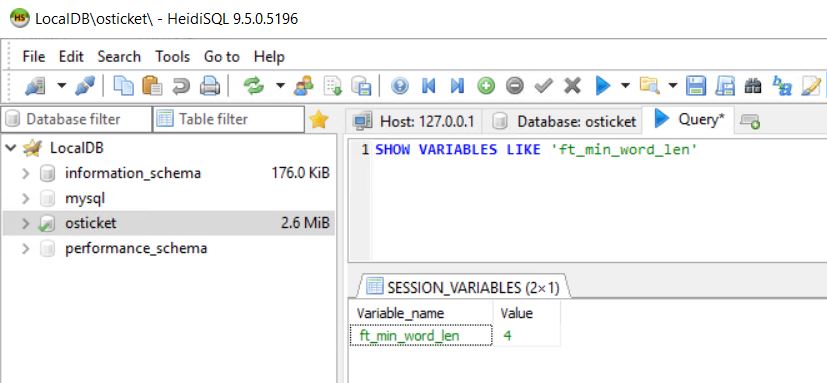 HS
LocalDB\osticket\ - HeidiSQL 9.5.0.5196
File Edit Search Tools Go to Help
Database filter Table filter
LocalDB
information_schema 176.0 KiB
mysql
osticket 2.6 MiB
performance_schema
Host: 127.0.0.1 Database: osticket Query*
1 SHOW VARIABLES LIKE 'ft_min_word_len'
SESSION_VARIABLES (2×1)
Variable_name Value
ft_min_word_len 4